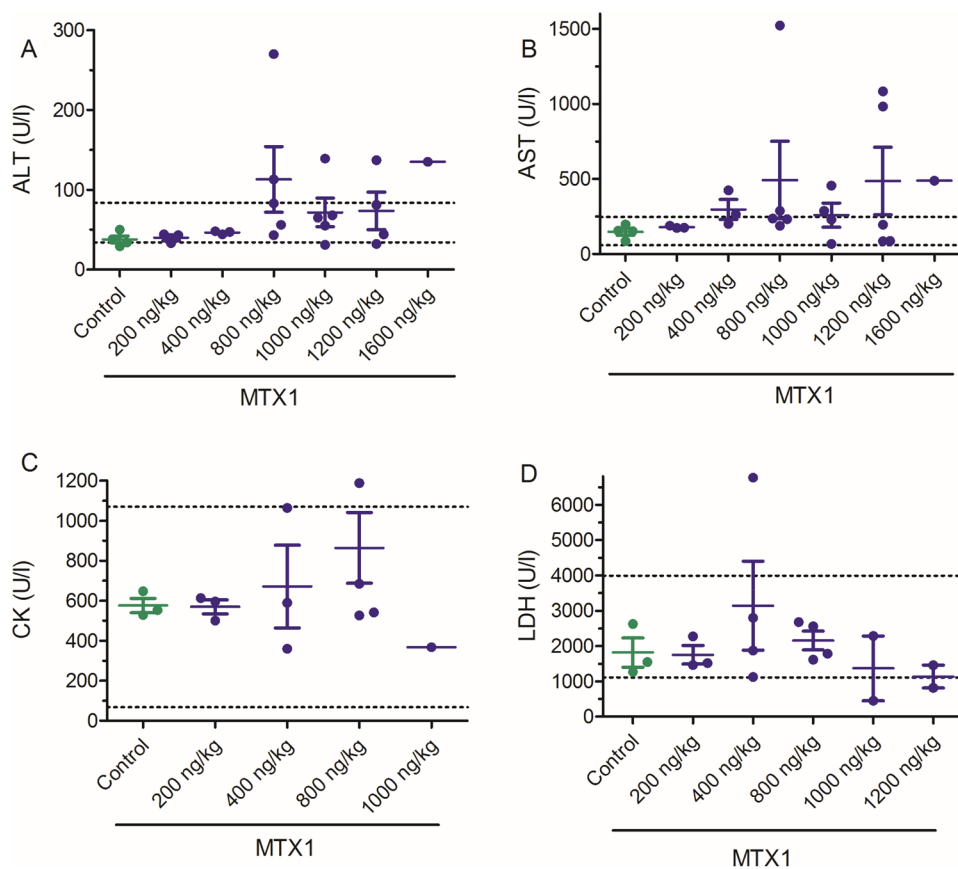 A
ALT (U/l)
300
200
100
0
Control
200 ng/kg
400 ng/kg
800 ng/kg
1000 ng/kg
1200 ng/kg
1600 ng/kg
MTX1
B
AST (U/l)
1500
1000
500
0
Control
200 ng/kg
400 ng/kg
800 ng/kg
1000 ng/kg
1200 ng/kg
1600 ng/kg
MTX1
C
CK (U/l)
1200
1000
800
600
400
200
0
Control
200 ng/kg
400 ng/kg
800 ng/kg
1000 ng/kg
MTX1
D
LDH (U/l)
6000
5000
4000
3000
2000
1000
0
Control
200 ng/kg
400 ng/kg
800 ng/kg
1000 ng/kg
1200 ng/kg
MTX1